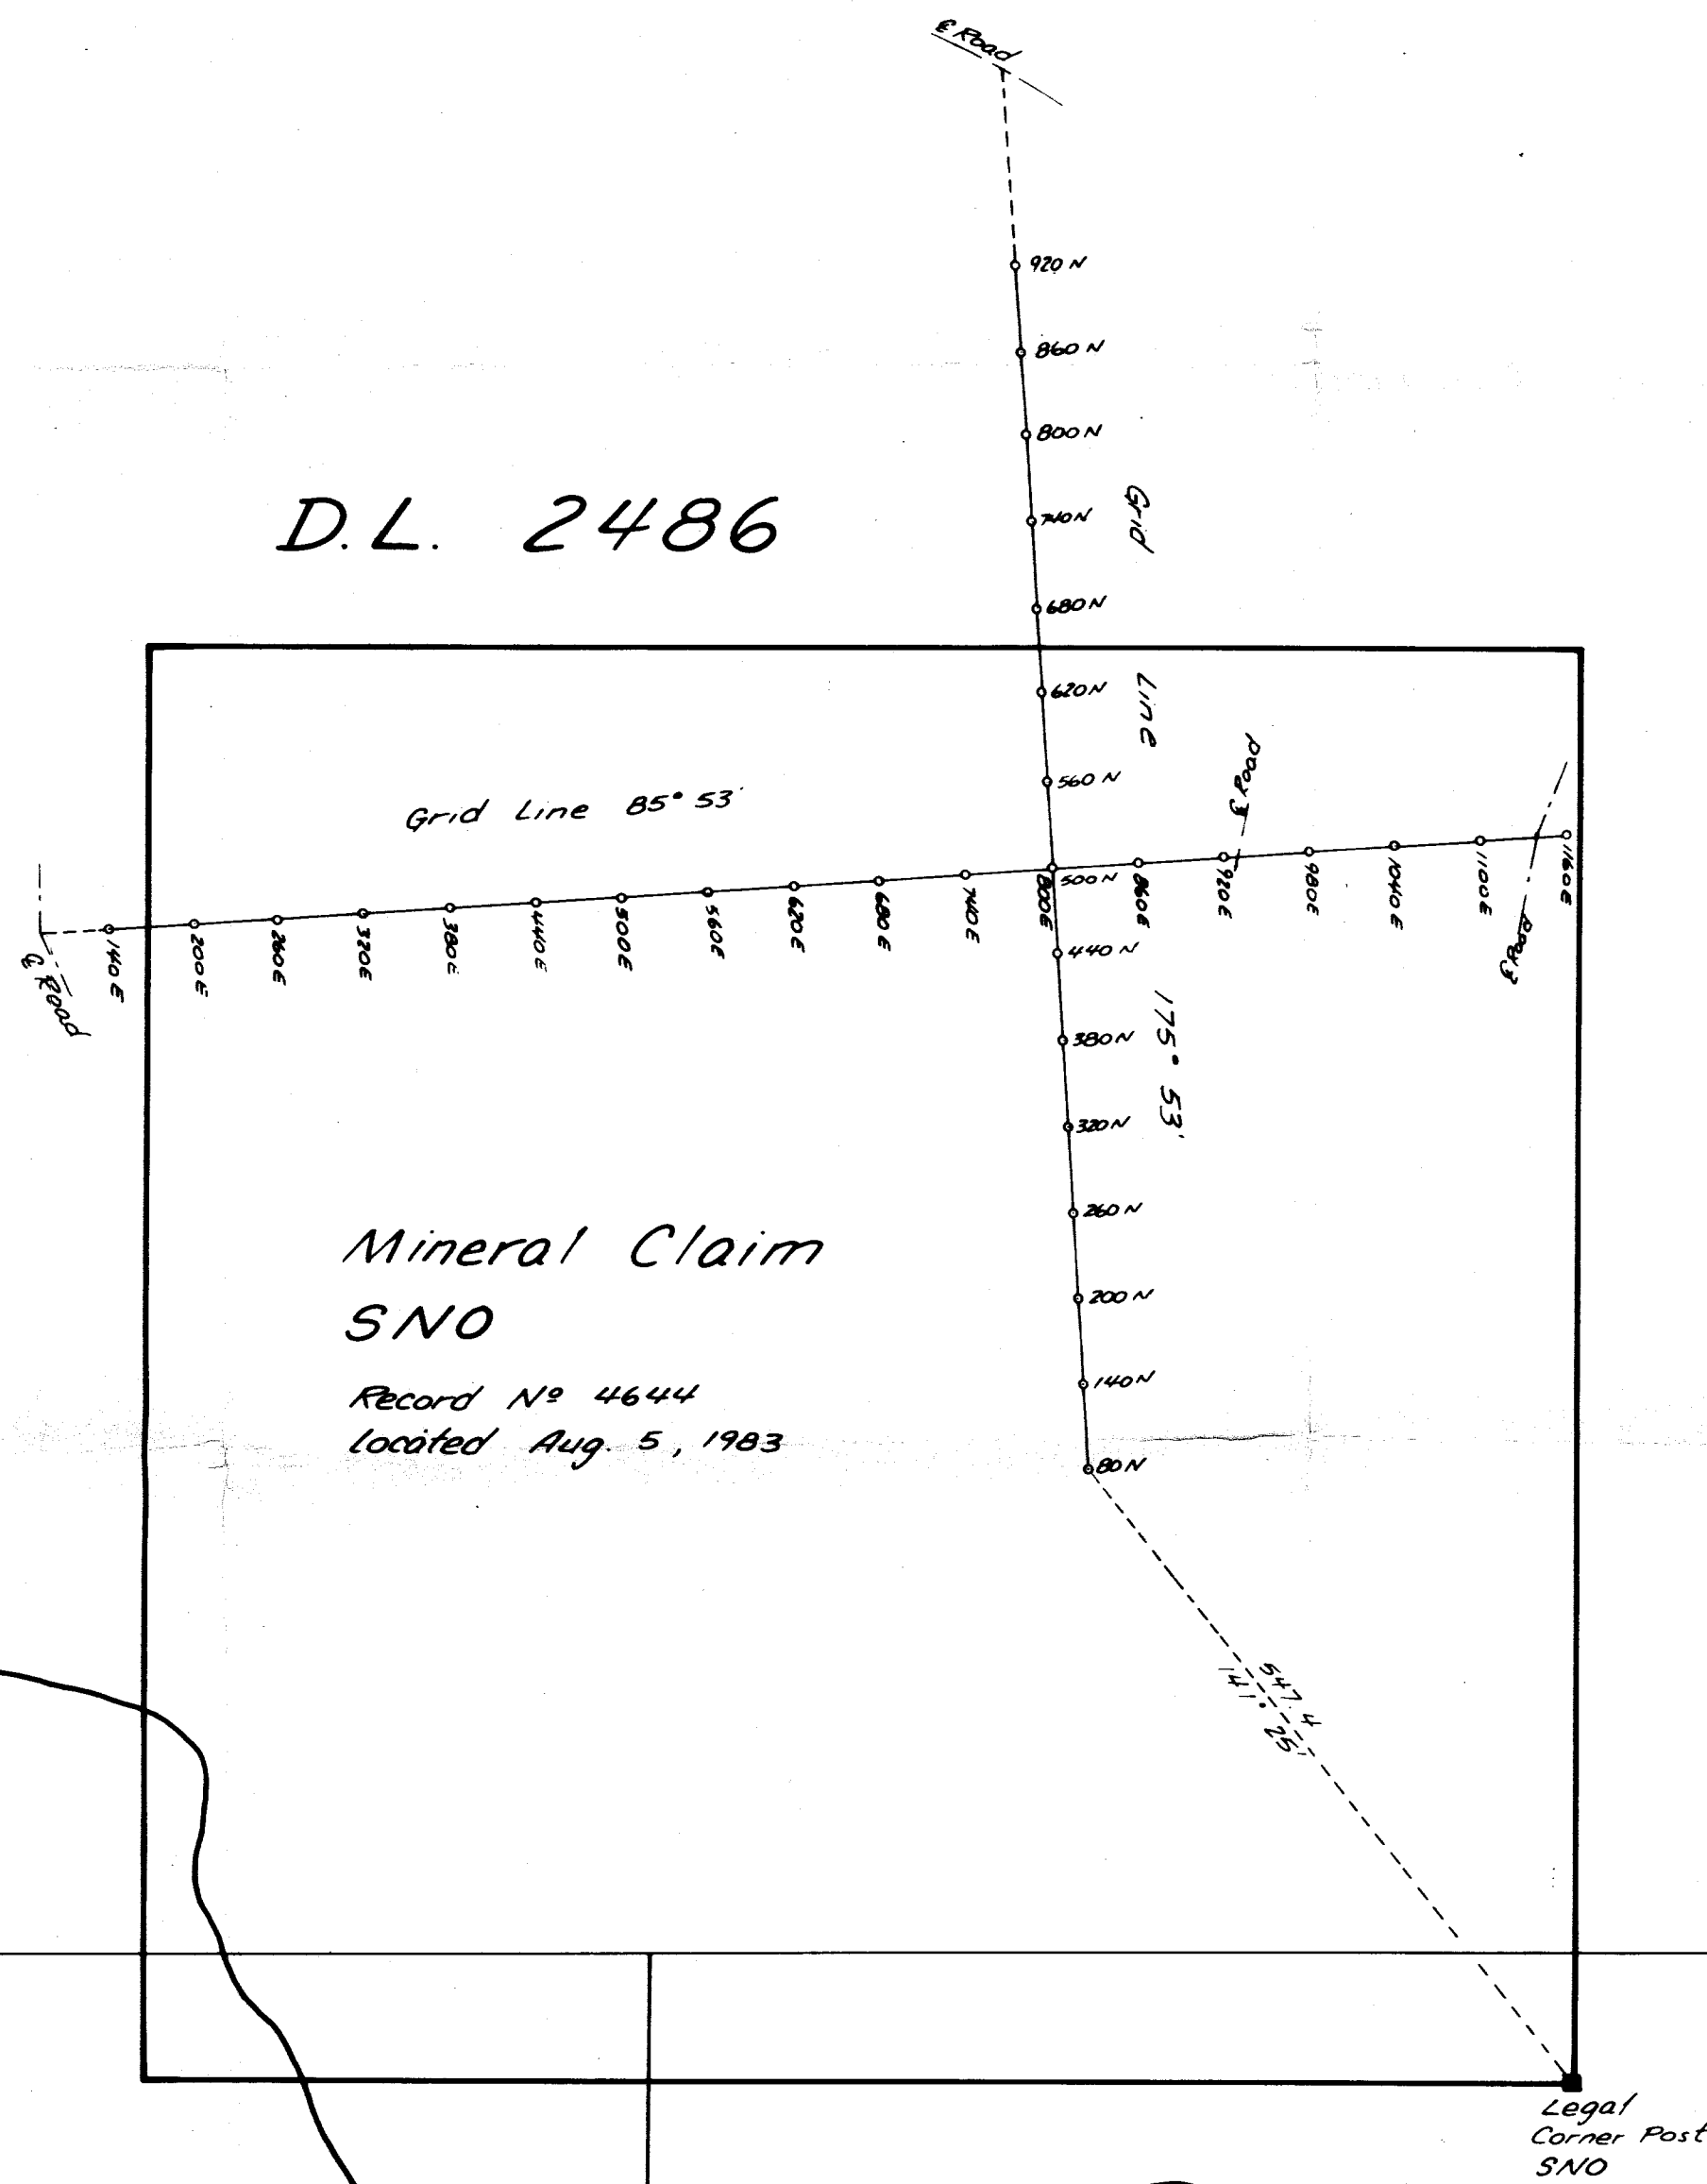 ℄ Road
920 N
860 N
800 N
740 N
680 N
620 N
560 N
500 N
440 N
380 N
320 N
260 N
200 N
140 N
80 N
Grid Line 175° 53'
D.L. 2486
Grid Line 85° 53'
℄ Road
140 E
200 E
260 E
320 E
380 E
440 E
500 E
560 E
620 E
680 E
740 E
800 E
860 E
920 E
980 E
1040 E
1100 E
1160 E
℄ Road
℄ Road
Mineral Claim
SNO
Record Nº 4644
located Aug. 5, 1983
547.4
141° 25'
Legal
Corner Post
SNO